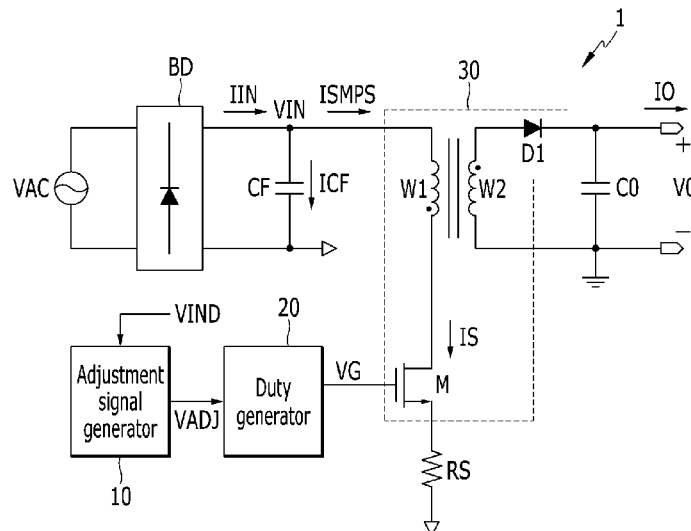 1
BD
30
IIN
VIN
ISMPS
IO
+
D1
VAC
CF
ICF
W1
W2
C0
−
VIND
20
IS
Adjustment
signal
generator
VADJ
Duty
generator
VG
M
10
RS